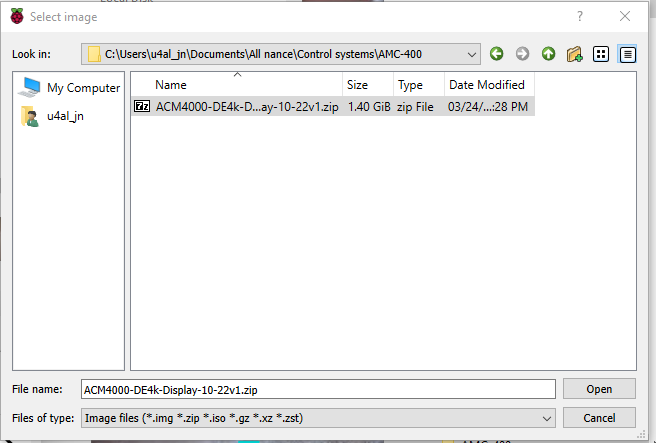 Select image
?
Look in:
C:\Users\u4al_jn\Documents\All nance\Control systems\AMC-400
My Computer
u4al_jn
Name Size Type Date Modified
ACM4000-DE4k-D...ay-10-22v1.zip 1.40 GiB zip File 03/24/...:28 PM
File name: ACM4000-DE4k-Display-10-22v1.zip Open
Files of type: Image files (*.img *.zip *.iso *.gz *.xz *.zst) Cancel